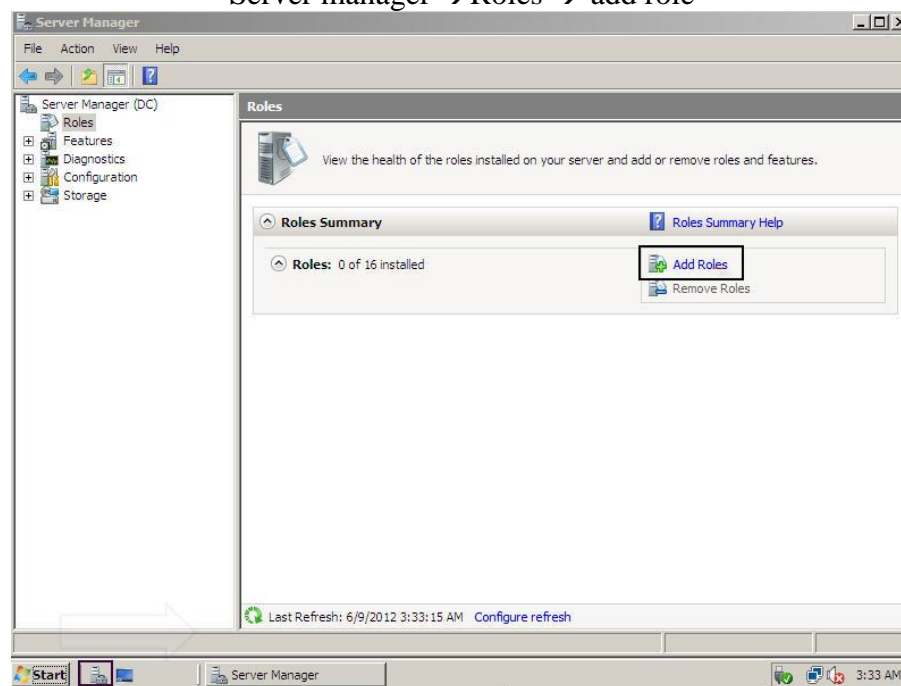 Server manager → Roles → add role
Server Manager
File Action View Help
Server Manager (DC)
Roles
Features
Diagnostics
Configuration
Storage
Roles
View the health of the roles installed on your server and add or remove roles and features.
Roles Summary
Roles Summary Help
Roles: 0 of 16 installed
Add Roles
Remove Roles
Last Refresh: 6/9/2012 3:33:15 AM Configure refresh
Start
Server Manager
3:33 AM